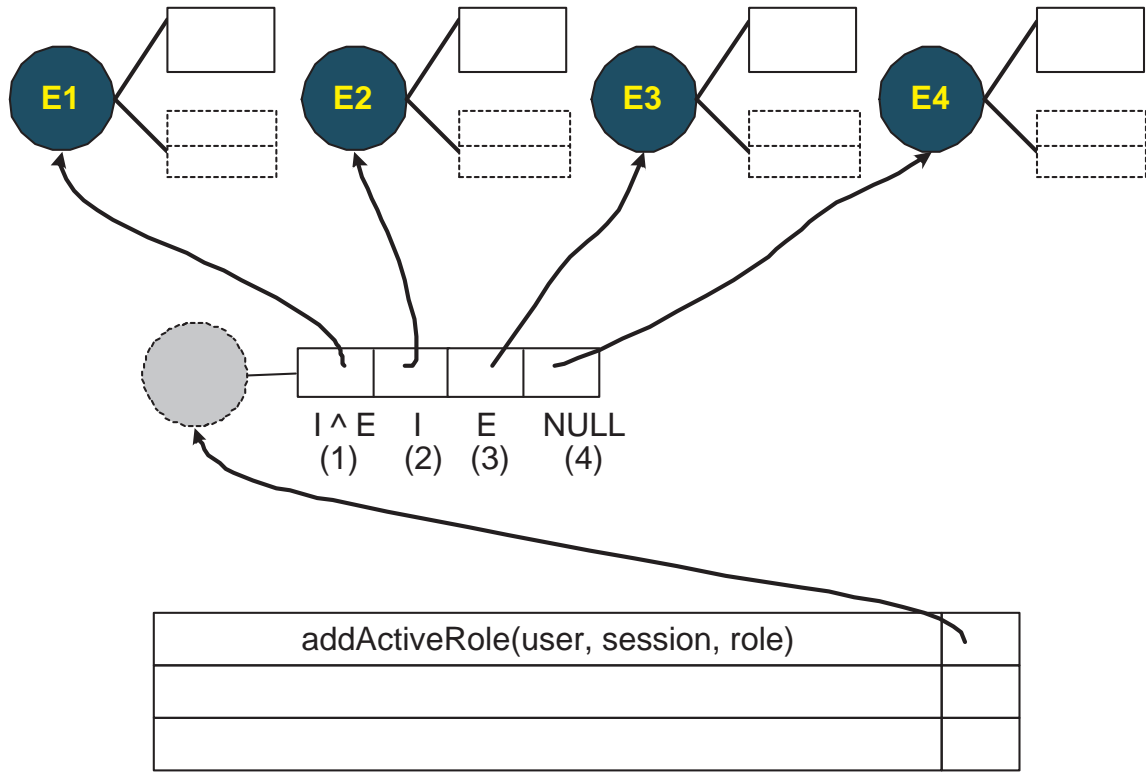 E1 E2 E3 E4
I ^ E I E NULL
(1) (2) (3) (4)
addActiveRole(user, session, role)